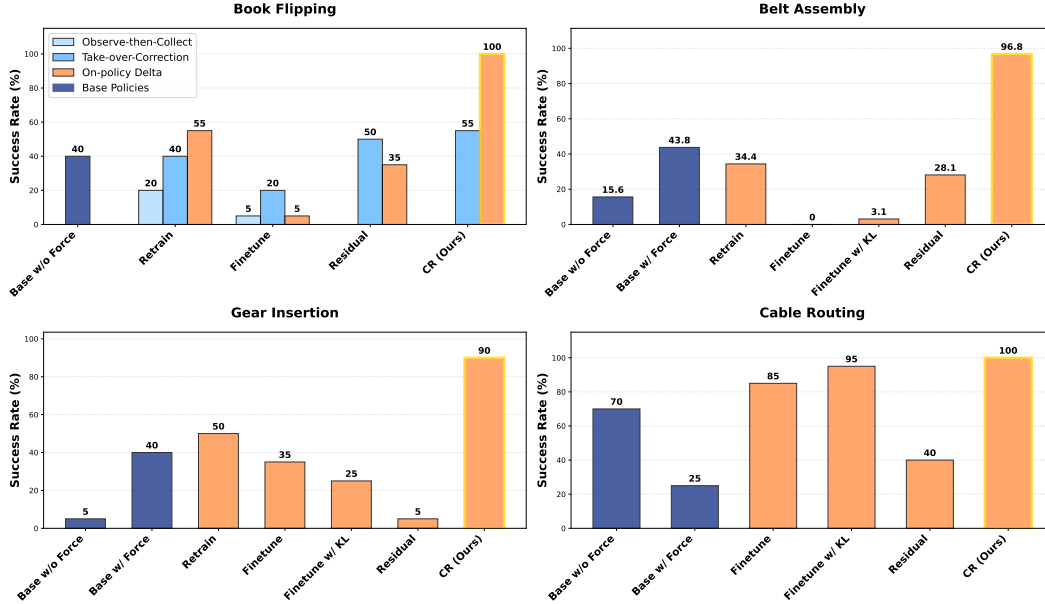 Book Flipping
Success Rate (%)
100
80
60
40
20
0
Observe-then-Collect
Take-over-Correction
On-policy Delta
Base Policies
40
20
40
55
5
20
5
50
35
55
100
Base w/o Force
Retrain
Finetune
Residual
CR (Ours)
Belt Assembly
Success Rate (%)
100
80
60
40
20
0
15.6
43.8
34.4
0
3.1
28.1
96.8
Base w/o Force
Base w/ Force
Retrain
Finetune
Finetune w/ KL
Residual
CR (Ours)
Gear Insertion
Success Rate (%)
100
80
60
40
20
0
5
40
50
35
25
5
90
Base w/o Force
Base w/ Force
Retrain
Finetune
Finetune w/ KL
Residual
CR (Ours)
Cable Routing
Success Rate (%)
100
80
60
40
20
0
70
25
85
95
40
100
Base w/o Force
Base w/ Force
Finetune
Finetune w/ KL
Residual
CR (Ours)